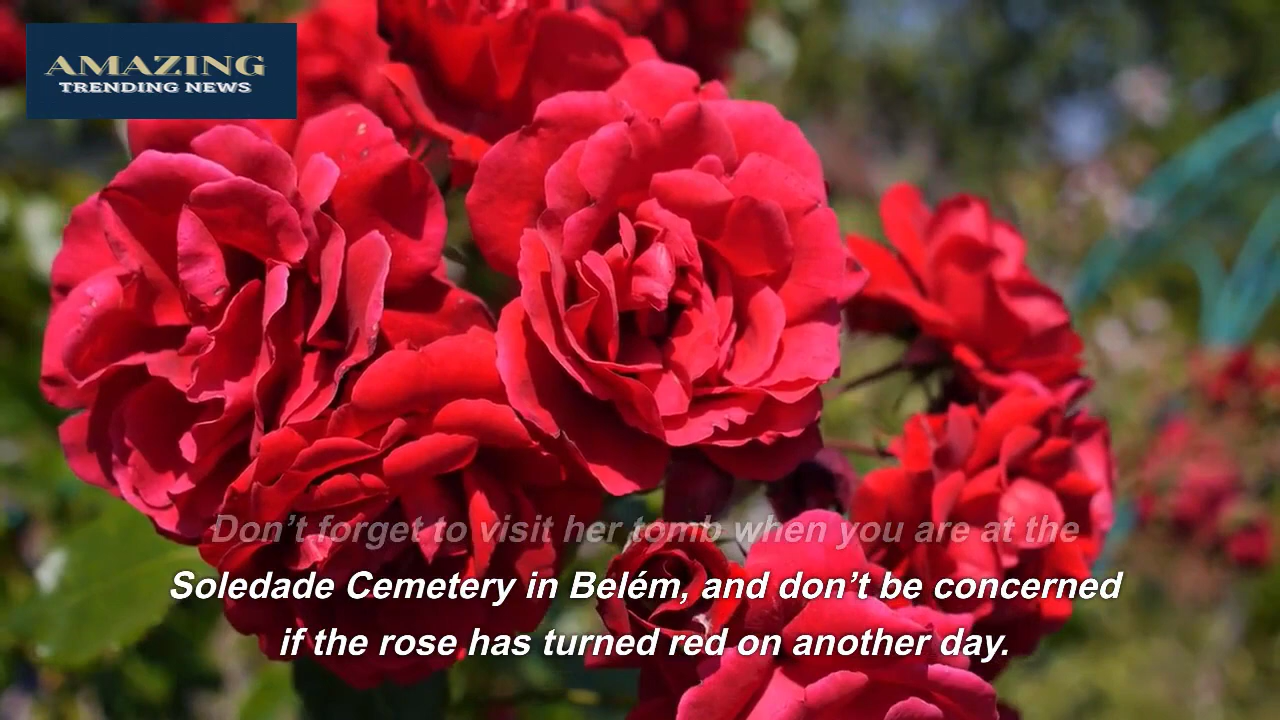 AMAZING
TRENDING NEWS
Don’t forget to visit her tomb when you are at the
Soledade Cemetery in Belém, and don’t be concerned
if the rose has turned red on another day.